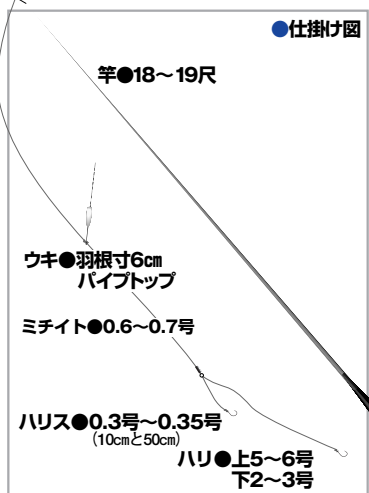 ●仕掛け図
竿●18〜19尺
ウキ●羽根寸6㎝
パイプトップ
ミチイト●0.6〜0.7号
ハリス●0.3号〜0.35号
(10㎝と50㎝)
ハリ●上5〜6号
下2〜3号